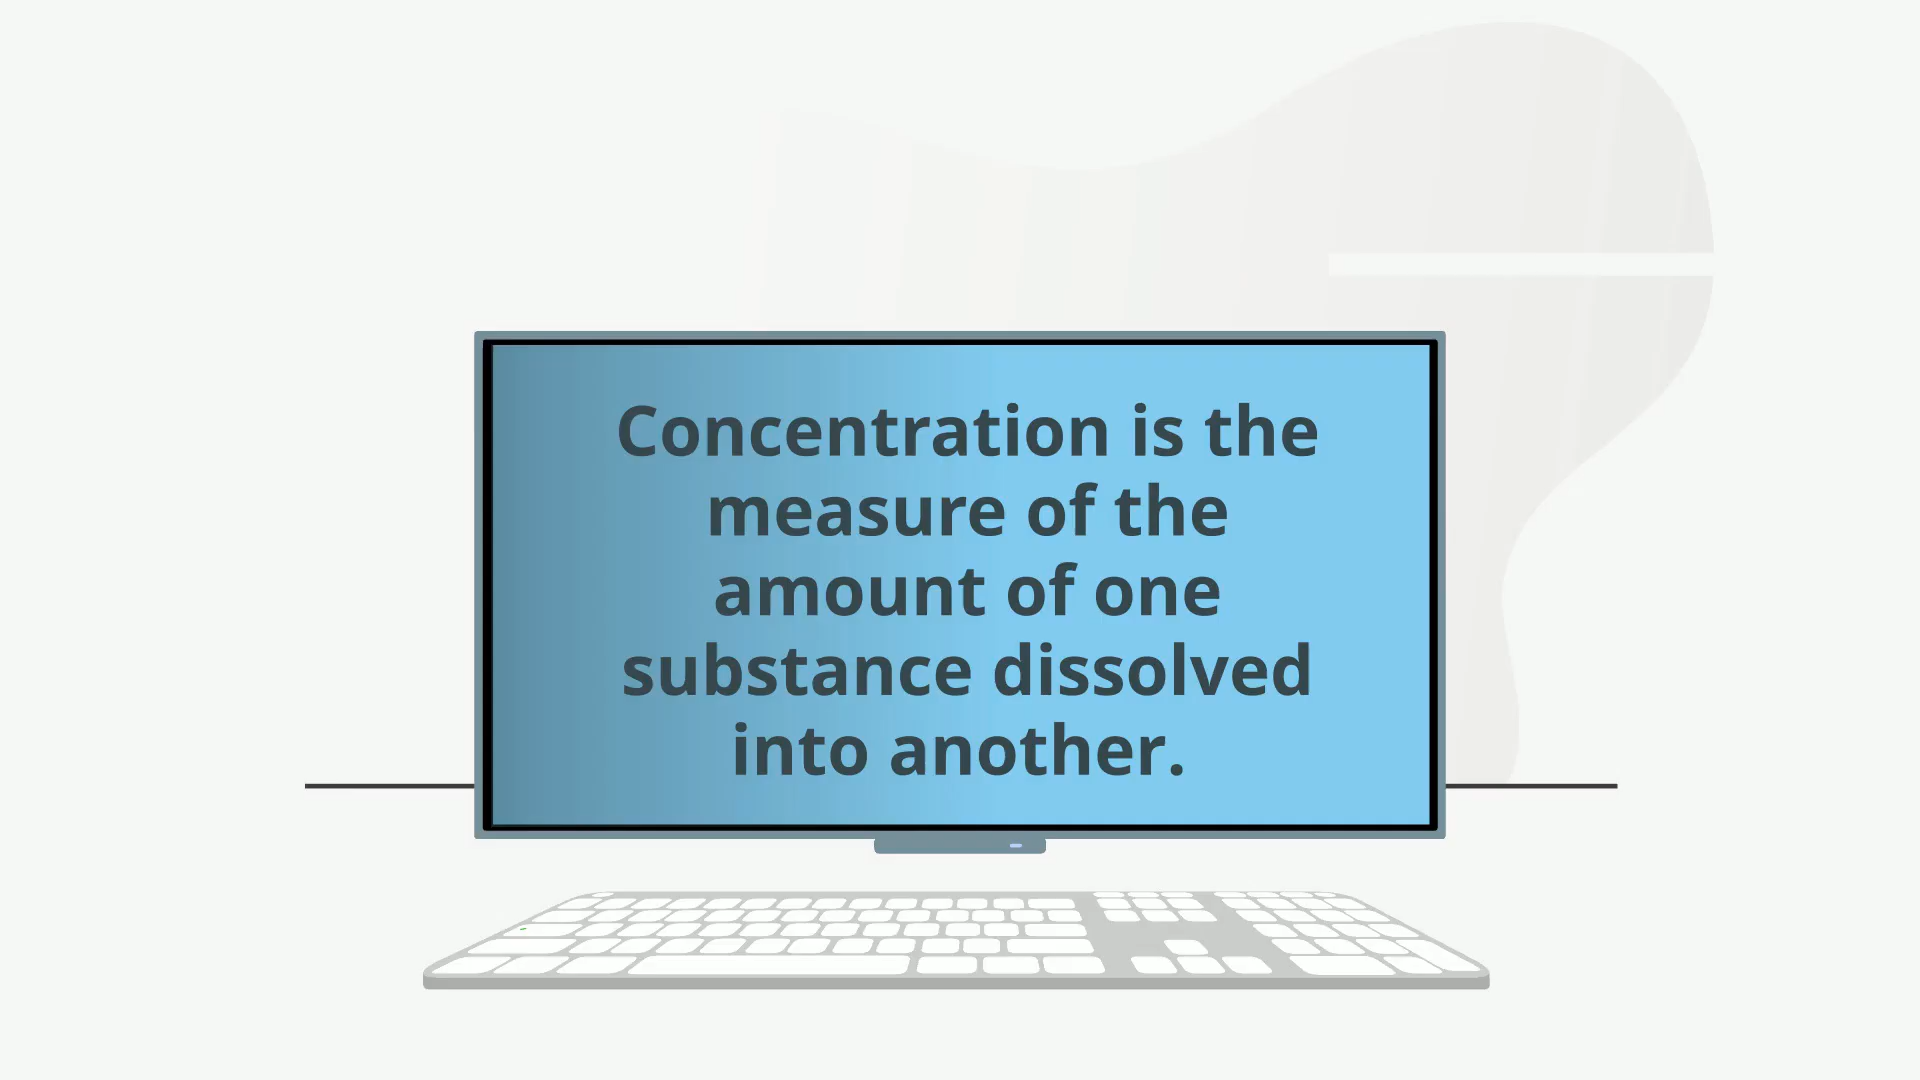 Concentration is the
measure of the
amount of one
substance dissolved
into another.